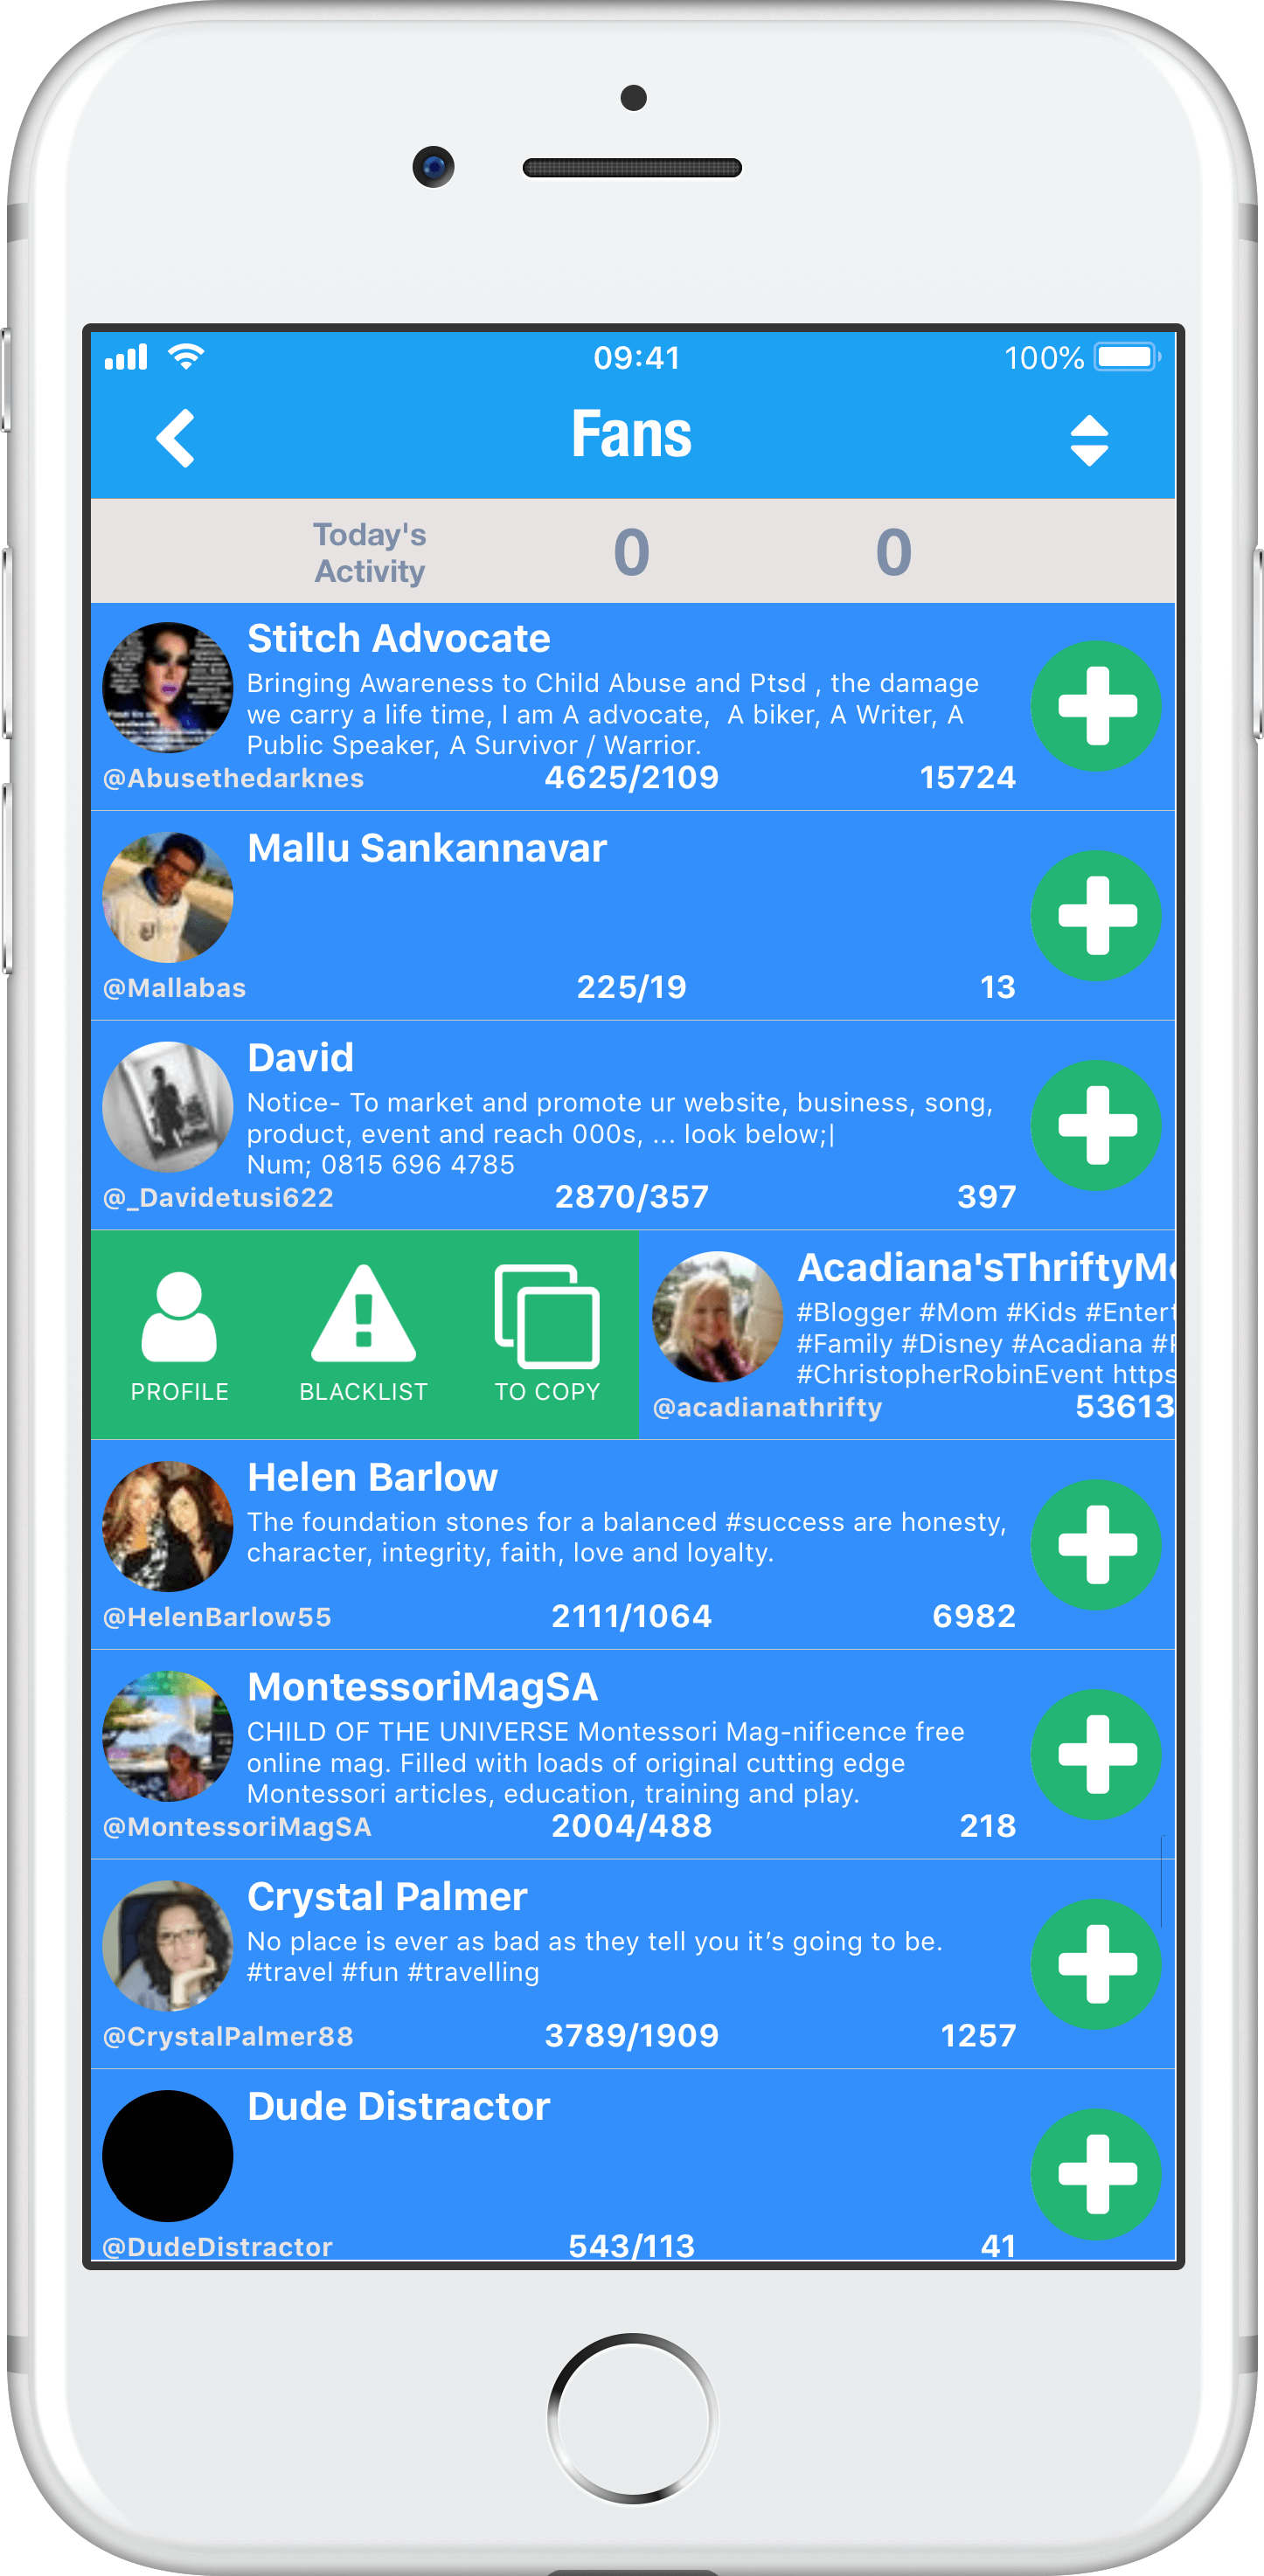 09:41
100%
Fans
Today's
Activity
0
0
Stitch Advocate
Bringing Awareness to Child Abuse and Ptsd , the damage
we carry a life time, I am A advocate,  A biker, A Writer, A
Public Speaker, A Survivor / Warrior.
@Abusethedarknes
4625/2109
15724
Mallu Sankannavar
@Mallabas
225/19
13
David
Notice- To market and promote ur website, business, song,
product, event and reach 000s, ... look below;|
Num; 0815 696 4785
@_Davidetusi622
2870/357
397
PROFILE
BLACKLIST
TO COPY
Acadiana'sThriftyMo
#Blogger #Mom #Kids #Entert
#Family #Disney #Acadiana #
#ChristopherRobinEvent https
@acadianathrifty
53613
Helen Barlow
The foundation stones for a balanced #success are honesty,
character, integrity, faith, love and loyalty.
@HelenBarlow55
2111/1064
6982
MontessoriMagSA
CHILD OF THE UNIVERSE Montessori Mag-nificence free
online mag. Filled with loads of original cutting edge
Montessori articles, education, training and play.
@MontessoriMagSA
2004/488
218
Crystal Palmer
No place is ever as bad as they tell you it’s going to be.
#travel #fun #travelling
@CrystalPalmer88
3789/1909
1257
Dude Distractor
@DudeDistractor
543/113
41